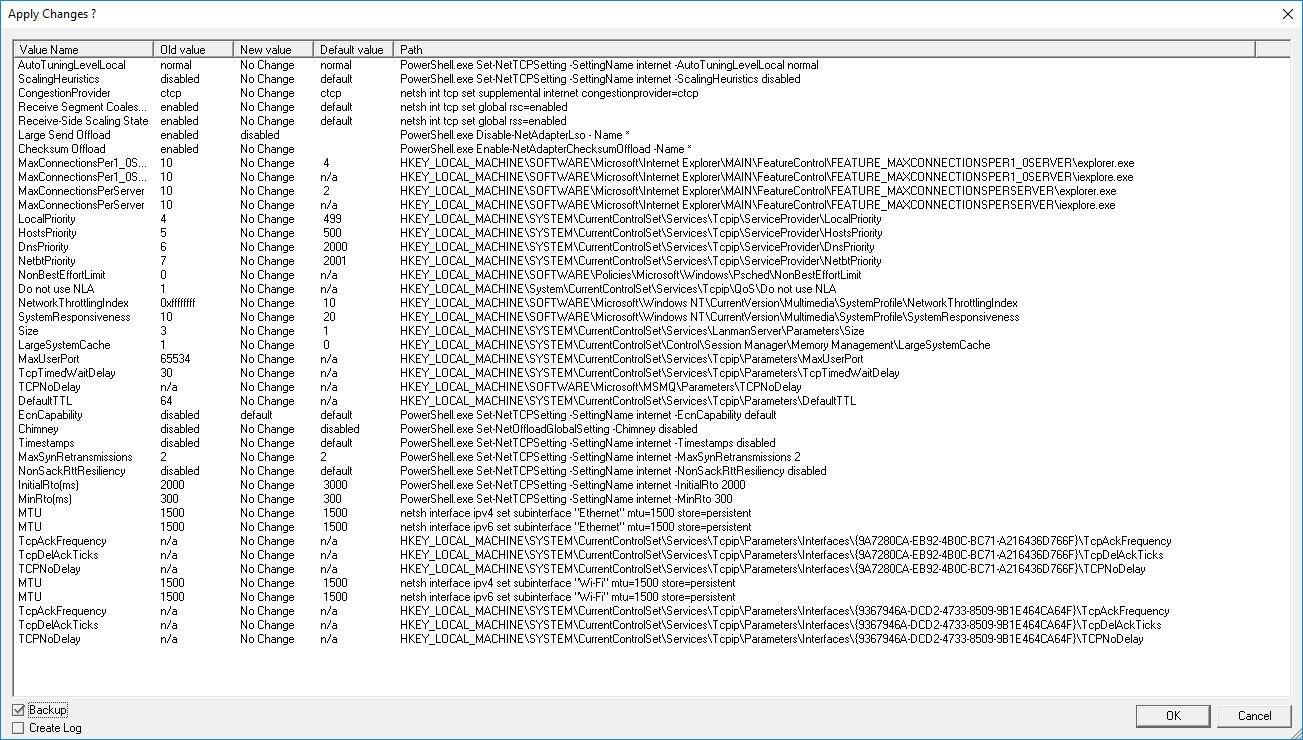 Apply Changes ?
Value Name Old value New value Default value Path
AutoTuningLevelLocal normal No Change normal PowerShell.exe Set-NetTCPSetting -SettingName internet -AutoTuningLevelLocal normal
ScalingHeuristics disabled No Change default PowerShell.exe Set-NetTCPSetting -SettingName internet -ScalingHeuristics disabled
CongestionProvider ctcp No Change ctcp netsh int tcp set supplemental internet congestionprovider=ctcp
Receive Segment Coales... enabled No Change default netsh int tcp set global rsc=enabled
Receive-Side Scaling State enabled No Change default netsh int tcp set global rss=enabled
Large Send Offload enabled disabled PowerShell.exe Disable-NetAdapterLso - Name *
Checksum Offload enabled No Change PowerShell.exe Enable-NetAdapterChecksumOffload -Name *
MaxConnectionsPer1_0S... 10 No Change 4 HKEY_LOCAL_MACHINE\SOFTWARE\Microsoft\Internet Explorer\MAIN\FeatureControl\FEATURE_MAXCONNECTIONSPER1_0SERVER\explorer.exe
MaxConnectionsPer1_0S... 10 No Change n/a HKEY_LOCAL_MACHINE\SOFTWARE\Microsoft\Internet Explorer\MAIN\FeatureControl\FEATURE_MAXCONNECTIONSPER1_0SERVER\iexplore.exe
MaxConnectionsPerServer 10 No Change 2 HKEY_LOCAL_MACHINE\SOFTWARE\Microsoft\Internet Explorer\MAIN\FeatureControl\FEATURE_MAXCONNECTIONSPERSERVER\explorer.exe
MaxConnectionsPerServer 10 No Change n/a HKEY_LOCAL_MACHINE\SOFTWARE\Microsoft\Internet Explorer\MAIN\FeatureControl\FEATURE_MAXCONNECTIONSPERSERVER\iexplore.exe
LocalPriority 4 No Change 499 HKEY_LOCAL_MACHINE\SYSTEM\CurrentControlSet\Services\Tcpip\ServiceProvider\LocalPriority
HostsPriority 5 No Change 500 HKEY_LOCAL_MACHINE\SYSTEM\CurrentControlSet\Services\Tcpip\ServiceProvider\HostsPriority
DnsPriority 6 No Change 2000 HKEY_LOCAL_MACHINE\SYSTEM\CurrentControlSet\Services\Tcpip\ServiceProvider\DnsPriority
NetbtPriority 7 No Change 2001 HKEY_LOCAL_MACHINE\SYSTEM\CurrentControlSet\Services\Tcpip\ServiceProvider\NetbtPriority
NonBestEffortLimit 0 No Change n/a HKEY_LOCAL_MACHINE\SOFTWARE\Policies\Microsoft\Windows\Psched\NonBestEffortLimit
Do not use NLA 1 No Change n/a HKEY_LOCAL_MACHINE\System\CurrentControlSet\Services\Tcpip\QoS\Do not use NLA
NetworkThrottlingIndex 0xffffffff No Change 10 HKEY_LOCAL_MACHINE\SOFTWARE\Microsoft\Windows NT\CurrentVersion\Multimedia\SystemProfile\NetworkThrottlingIndex
SystemResponsiveness 10 No Change 20 HKEY_LOCAL_MACHINE\SOFTWARE\Microsoft\Windows NT\CurrentVersion\Multimedia\SystemProfile\SystemResponsiveness
Size 3 No Change 1 HKEY_LOCAL_MACHINE\SYSTEM\CurrentControlSet\Services\LanmanServer\Parameters\Size
LargeSystemCache 1 No Change 0 HKEY_LOCAL_MACHINE\SYSTEM\CurrentControlSet\Control\Session Manager\Memory Management\LargeSystemCache
MaxUserPort 65534 No Change n/a HKEY_LOCAL_MACHINE\SYSTEM\CurrentControlSet\Services\Tcpip\Parameters\MaxUserPort
TcpTimedWaitDelay 30 No Change n/a HKEY_LOCAL_MACHINE\SYSTEM\CurrentControlSet\Services\Tcpip\Parameters\TcpTimedWaitDelay
TCPNoDelay n/a No Change n/a HKEY_LOCAL_MACHINE\SOFTWARE\Microsoft\MSMQ\Parameters\TCPNoDelay
DefaultTTL 64 No Change n/a HKEY_LOCAL_MACHINE\SYSTEM\CurrentControlSet\Services\Tcpip\Parameters\DefaultTTL
EcnCapability disabled default default PowerShell.exe Set-NetTCPSetting -SettingName internet -EcnCapability default
Chimney disabled No Change disabled PowerShell.exe Set-NetOffloadGlobalSetting -Chimney disabled
Timestamps disabled No Change default PowerShell.exe Set-NetTCPSetting -SettingName internet -Timestamps disabled
MaxSynRetransmissions 2 No Change 2 PowerShell.exe Set-NetTCPSetting -SettingName internet -MaxSynRetransmissions 2
NonSackRttResiliency disabled No Change default PowerShell.exe Set-NetTCPSetting -SettingName internet -NonSackRttResiliency disabled
InitialRto(ms) 2000 No Change 3000 PowerShell.exe Set-NetTCPSetting -SettingName internet -InitialRto 2000
MinRto(ms) 300 No Change 300 PowerShell.exe Set-NetTCPSetting -SettingName internet -MinRto 300
MTU 1500 No Change 1500 netsh interface ipv4 set subinterface "Ethernet" mtu=1500 store=persistent
MTU 1500 No Change 1500 netsh interface ipv6 set subinterface "Ethernet" mtu=1500 store=persistent
TcpAckFrequency n/a No Change n/a HKEY_LOCAL_MACHINE\SYSTEM\CurrentControlSet\Services\Tcpip\Parameters\Interfaces\{9A7280CA-EB92-4B0C-BC71-A216436D766F}\TcpAckFrequency
TcpDelAckTicks n/a No Change n/a HKEY_LOCAL_MACHINE\SYSTEM\CurrentControlSet\Services\Tcpip\Parameters\Interfaces\{9A7280CA-EB92-4B0C-BC71-A216436D766F}\TcpDelAckTicks
TCPNoDelay n/a No Change n/a HKEY_LOCAL_MACHINE\SYSTEM\CurrentControlSet\Services\Tcpip\Parameters\Interfaces\{9A7280CA-EB92-4B0C-BC71-A216436D766F}\TCPNoDelay
MTU 1500 No Change 1500 netsh interface ipv4 set subinterface "Wi-Fi" mtu=1500 store=persistent
MTU 1500 No Change 1500 netsh interface ipv6 set subinterface "Wi-Fi" mtu=1500 store=persistent
TcpAckFrequency n/a No Change n/a HKEY_LOCAL_MACHINE\SYSTEM\CurrentControlSet\Services\Tcpip\Parameters\Interfaces\{9367946A-DCD2-4733-8509-9B1E464CA64F}\TcpAckFrequency
TcpDelAckTicks n/a No Change n/a HKEY_LOCAL_MACHINE\SYSTEM\CurrentControlSet\Services\Tcpip\Parameters\Interfaces\{9367946A-DCD2-4733-8509-9B1E464CA64F}\TcpDelAckTicks
TCPNoDelay n/a No Change n/a HKEY_LOCAL_MACHINE\SYSTEM\CurrentControlSet\Services\Tcpip\Parameters\Interfaces\{9367946A-DCD2-4733-8509-9B1E464CA64F}\TCPNoDelay
Backup
Create Log
OK Cancel